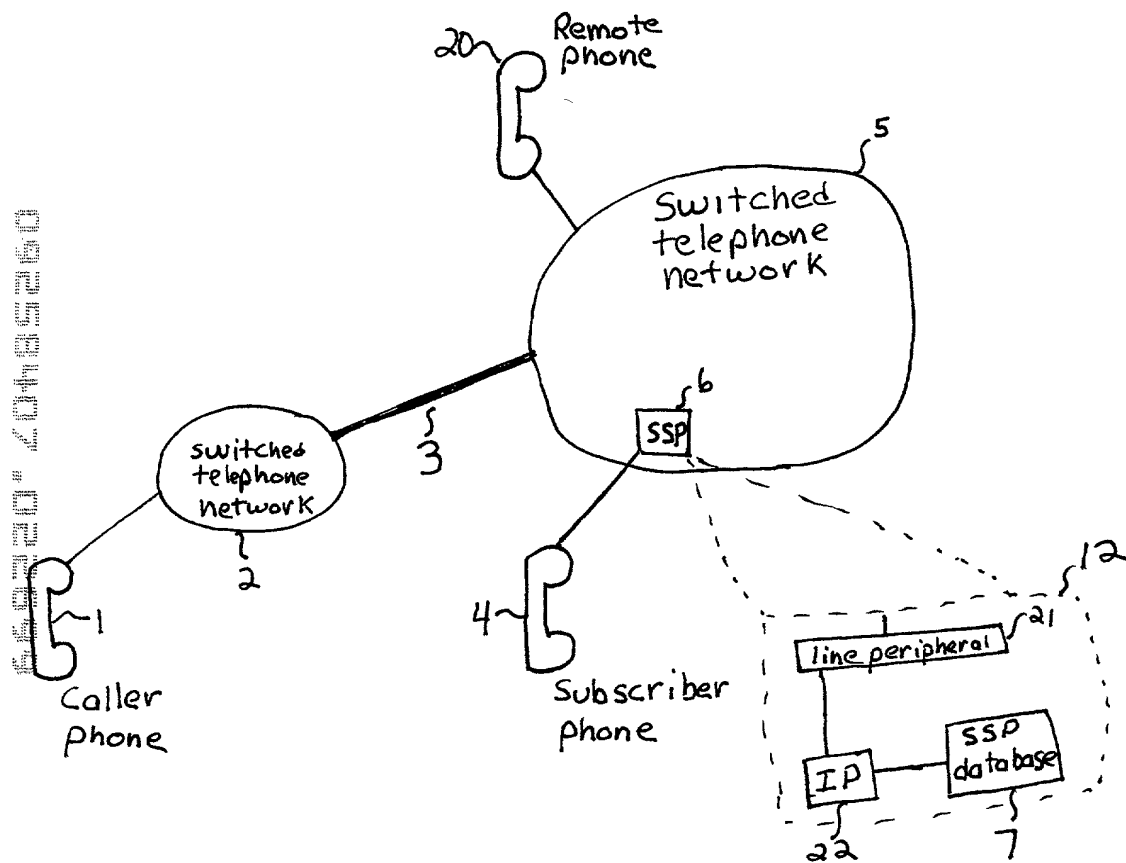 20
Remote
phone
5
Switched
telephone
network
6
SSP
3
switched
telephone
network
2
1
Caller
phone
4
Subscriber
phone
12
21
line peripheral
IP
SSP
database
22
7